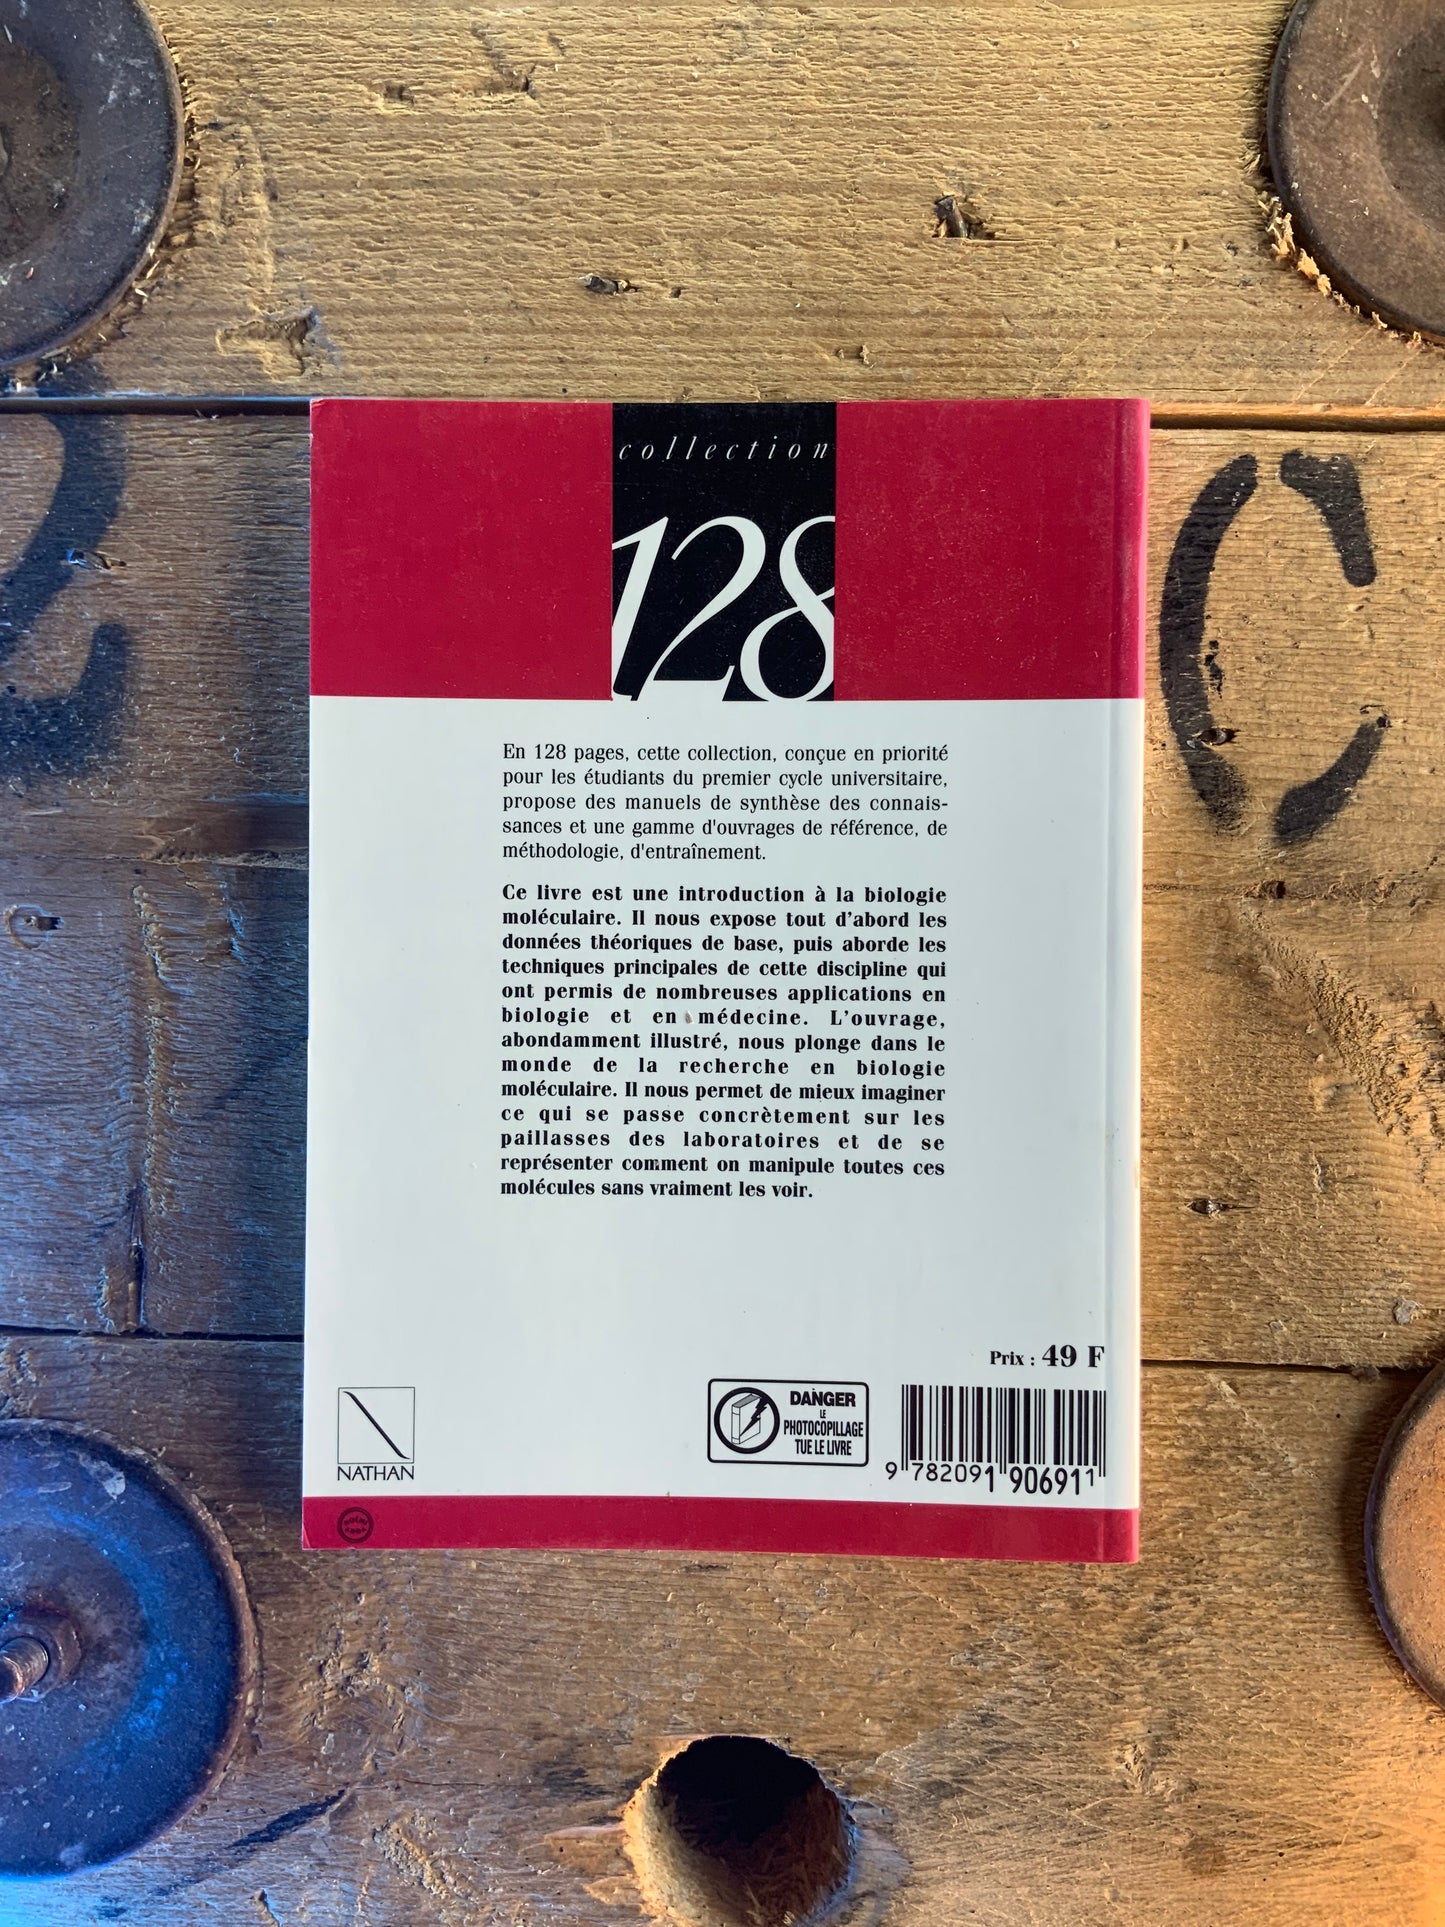 collection
128
En 128 pages, cette collection, conçue en priorité
pour les étudiants du premier cycle universitaire,
propose des manuels de synthèse des connais-
sances et une gamme d'ouvrages de référence, de
méthodologie, d'entraînement.
Ce livre est une introduction à la biologie
moléculaire. Il nous expose tout d'abord les
données théoriques de base, puis aborde les
techniques principales de cette discipline qui
ont permis de nombreuses applications en
biologie et en médecine. L'ouvrage,
abondamment illustré, nous plonge dans le
monde de la recherche en biologie
moléculaire. Il nous permet de mieux imaginer
ce qui se passe concrètement sur les
paillasses des laboratoires et de se
représenter comment on manipule toutes ces
molécules sans vraiment les voir.
Prix : 49 F
DANGER
LE
PHOTOCOPILLAGE
TUE LE LIVRE
9 782091 906911
NATHAN
C